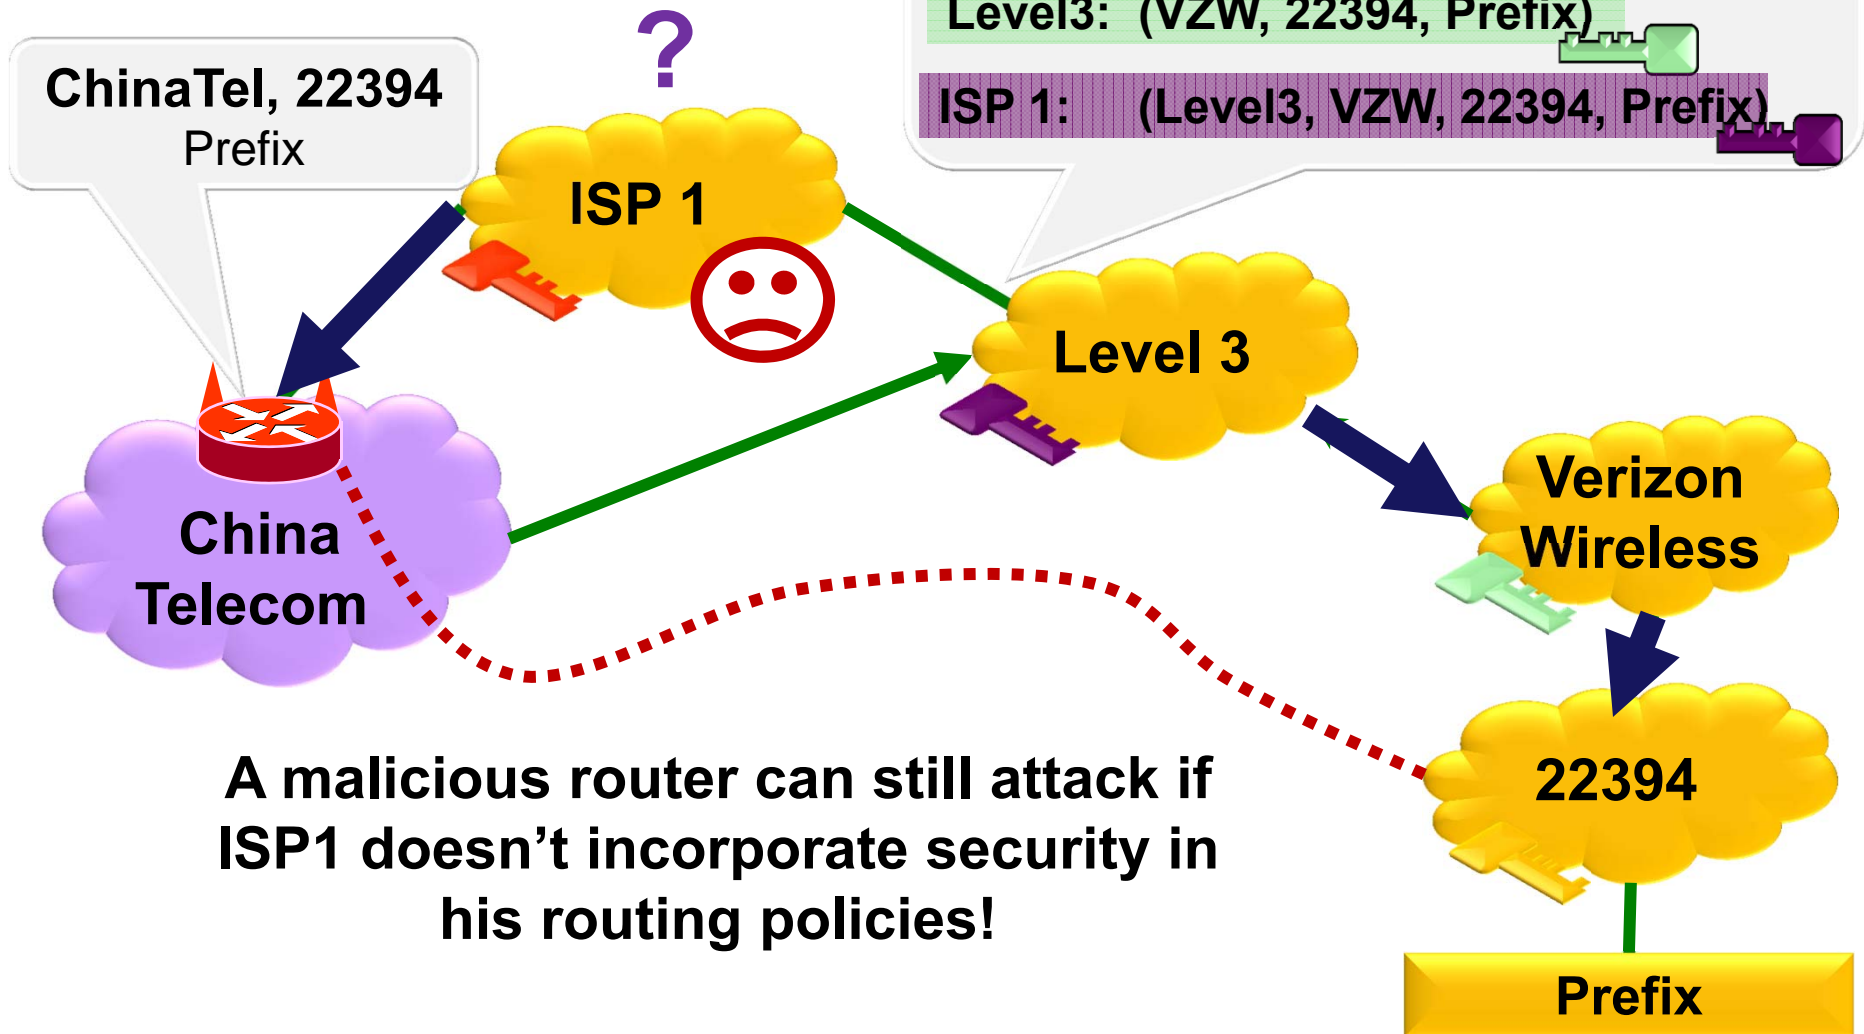 Level3: (VZW, 22394, Prefix)
?
ChinaTel, 22394
Prefix
ISP 1: (Level3, VZW, 22394, Prefix)
ISP 1
Level 3
Verizon
Wireless
China
Telecom
22394
A malicious router can still attack if
ISP1 doesn’t incorporate security in
his routing policies!
Prefix